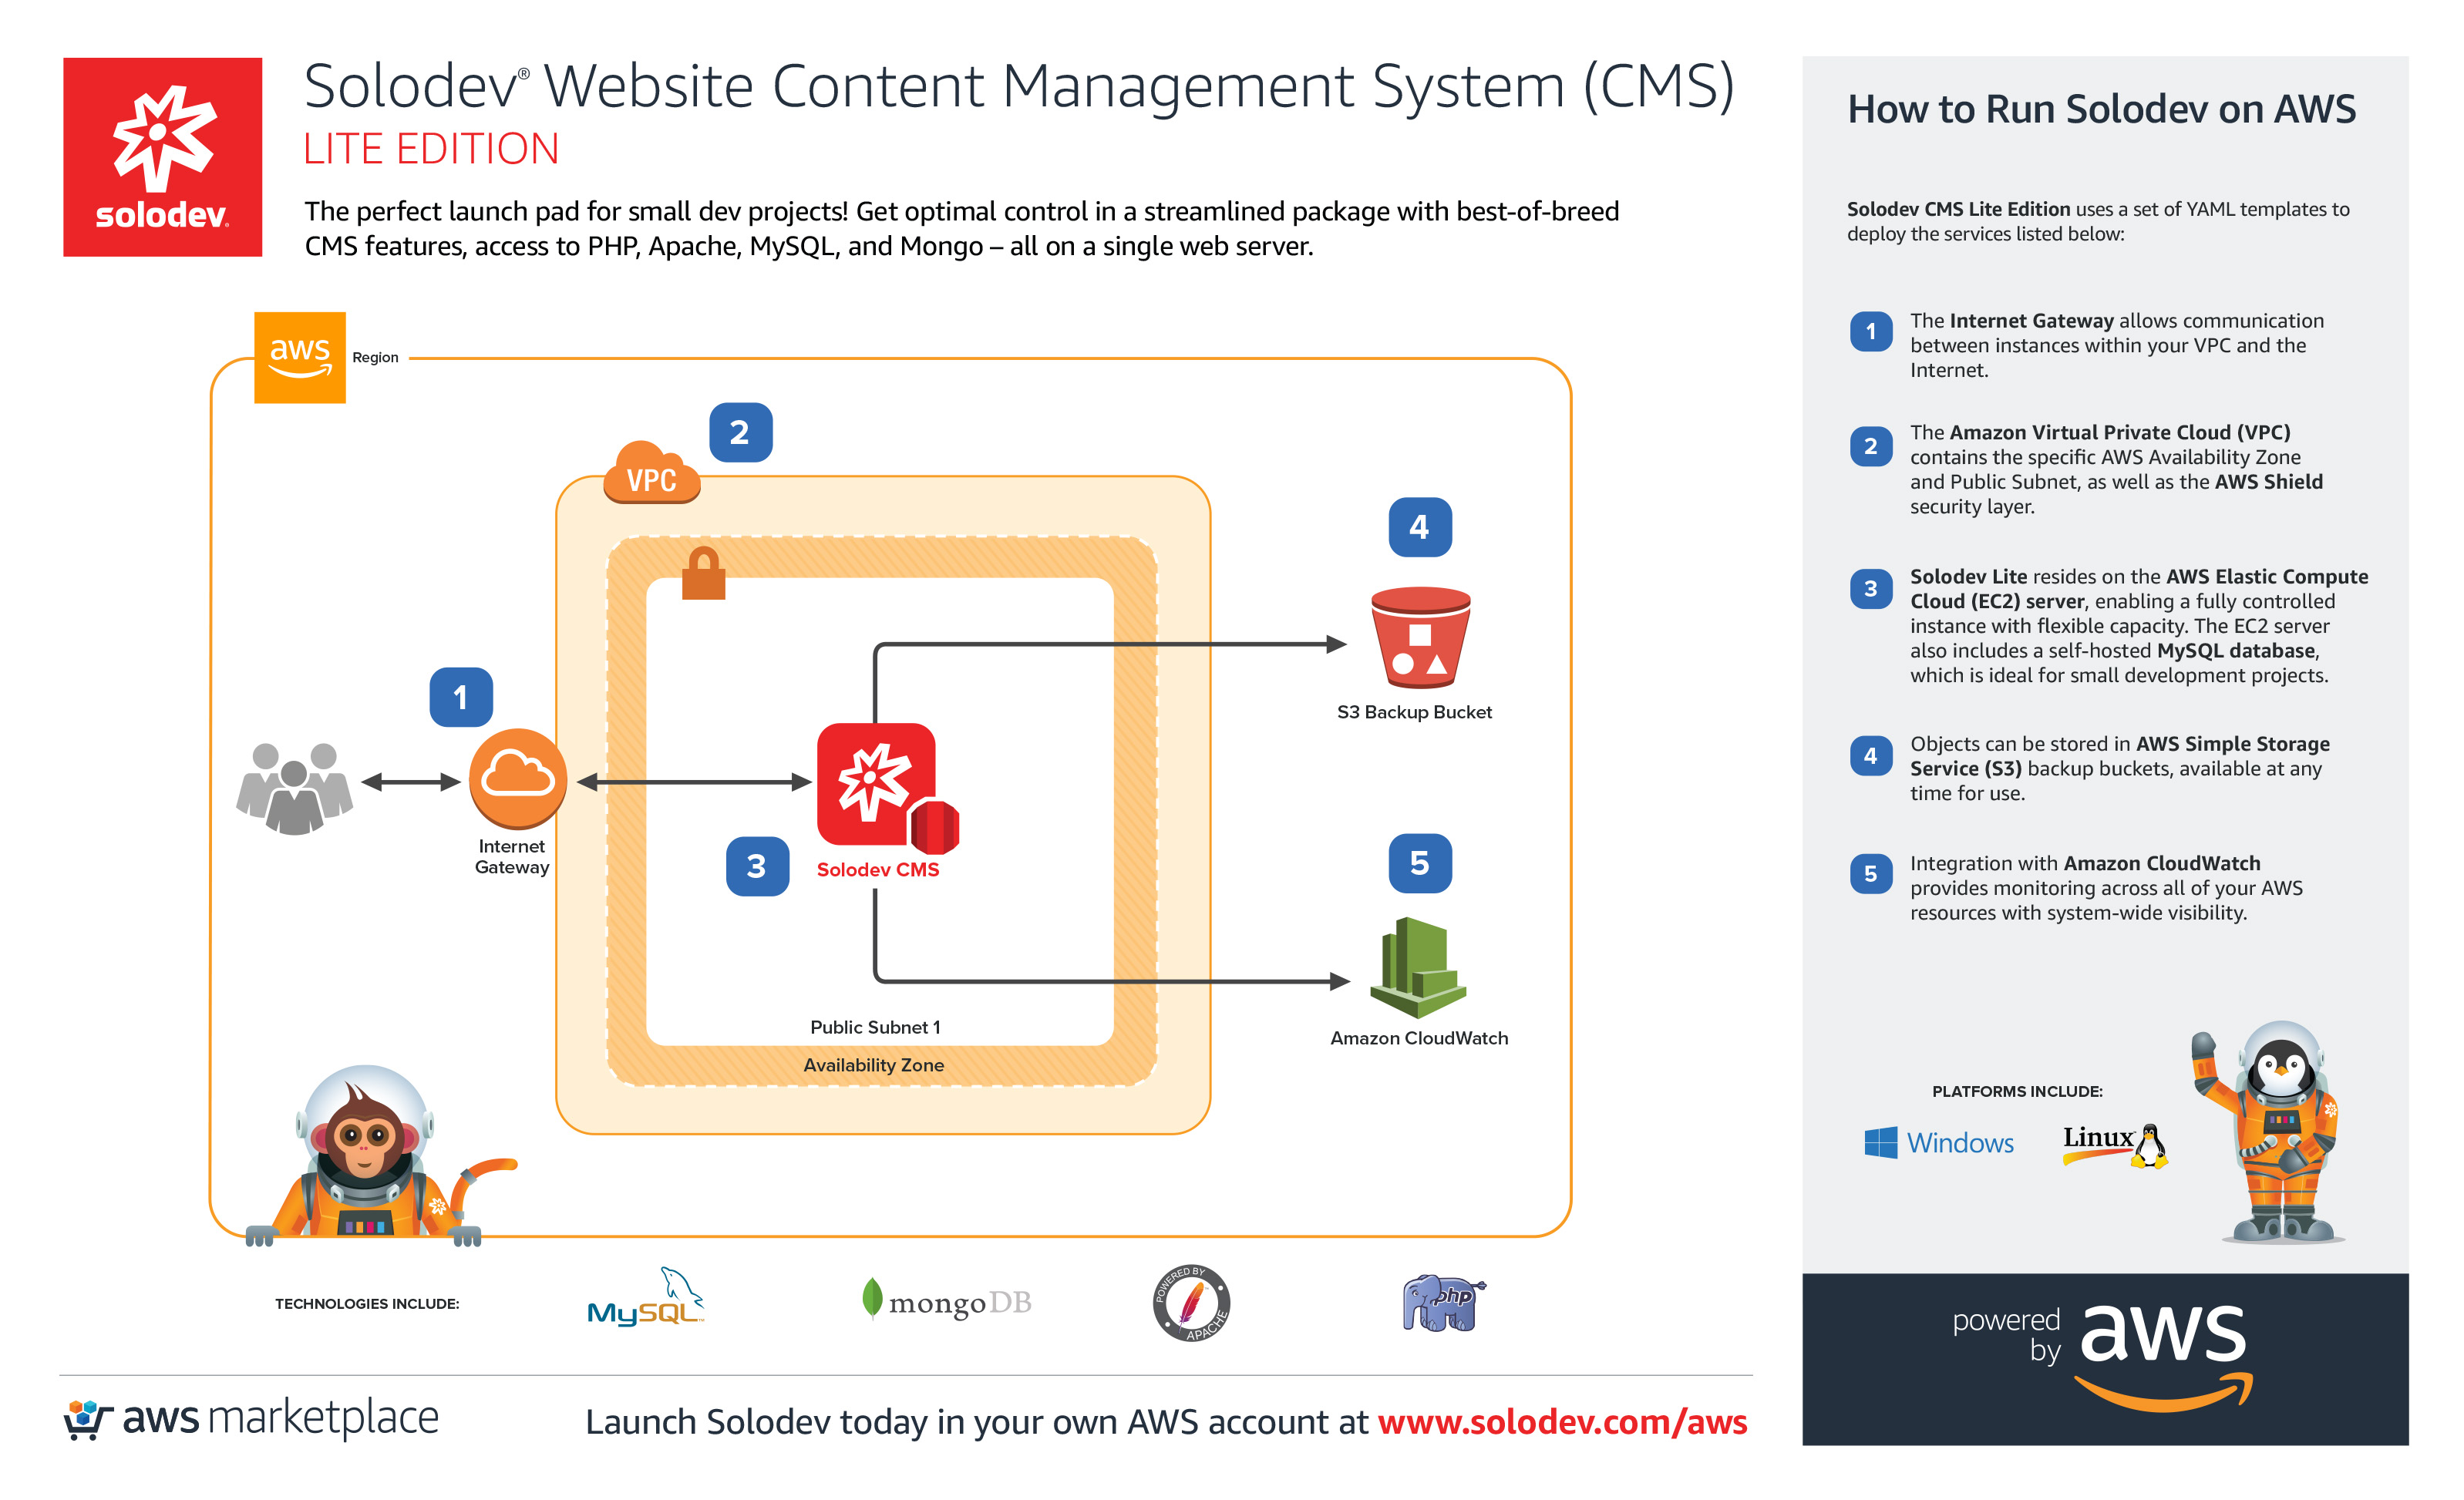 solodev
Solodev® Website Content Management System (CMS)
LITE EDITION
The perfect launch pad for small dev projects! Get optimal control in a streamlined package with best-of-breed
CMS features, access to PHP, Apache, MySQL, and Mongo – all on a single web server.
aws
Region
2
VPC
4
1
S3 Backup Bucket
Internet
Gateway
3
Solodev CMS
5
Public Subnet 1
Amazon CloudWatch
Availability Zone
TECHNOLOGIES INCLUDE:
MySQL™
mongoDB
POWERED BY
APACHE
php
aws marketplace
Launch Solodev today in your own AWS account at www.solodev.com/aws
How to Run Solodev on AWS
Solodev CMS Lite Edition uses a set of YAML templates to
deploy the services listed below:
1
The Internet Gateway allows communication
between instances within your VPC and the
Internet.
2
The Amazon Virtual Private Cloud (VPC)
contains the specific AWS Availability Zone
and Public Subnet, as well as the AWS Shield
security layer.
3
Solodev Lite resides on the AWS Elastic Compute
Cloud (EC2) server, enabling a fully controlled
instance with flexible capacity. The EC2 server
also includes a self-hosted MySQL database,
which is ideal for small development projects.
4
Objects can be stored in AWS Simple Storage
Service (S3) backup buckets, available at any
time for use.
5
Integration with Amazon CloudWatch
provides monitoring across all of your AWS
resources with system-wide visibility.
PLATFORMS INCLUDE:
Windows
Linux
powered
by
aws